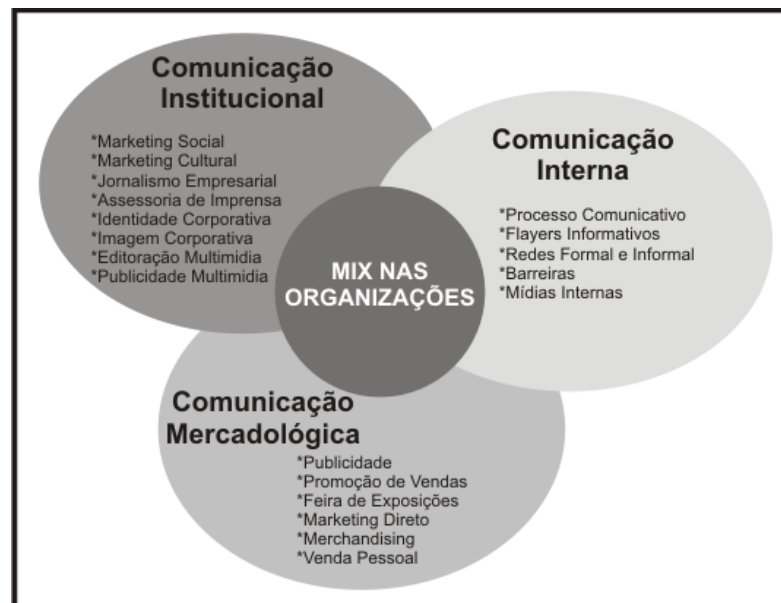 Comunicação
Institucional
*Marketing Social
*Marketing Cultural
*Jornalismo Empresarial
*Assessoria de Imprensa
*Identidade Corporativa
*Imagem Corporativa
*Editoração Multimidia
*Publicidade Multimidia
Comunicação
Interna
*Processo Comunicativo
*Flayers Informativos
*Redes Formal e Informal
*Barreiras
*Mídias Internas
MIX NAS
ORGANIZAÇÕES
Comunicação
Mercadológica
*Publicidade
*Promoção de Vendas
*Feira de Exposições
*Marketing Direto
*Merchandising
*Venda Pessoal